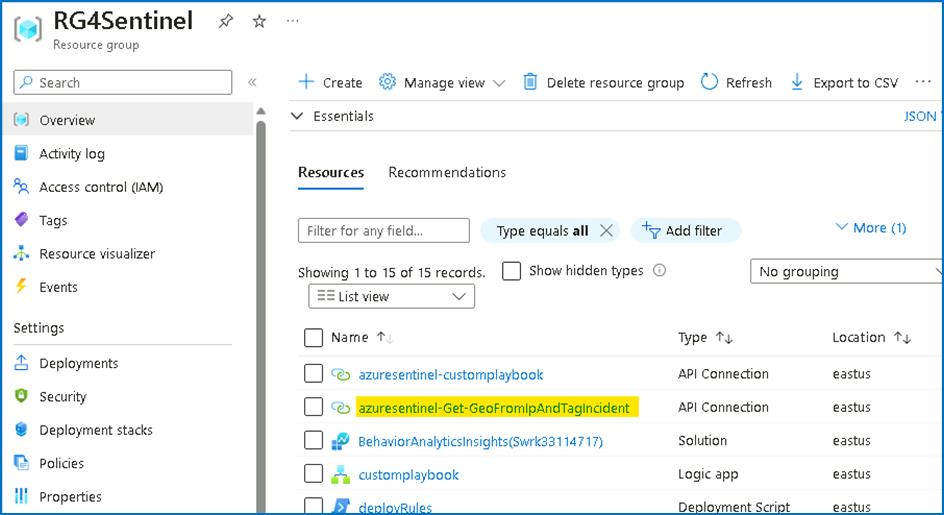 RG4Sentinel
Resource group
Search
Overview
Activity log
Access control (IAM)
Tags
Resource visualizer
Events
Settings
Deployments
Security
Deployment stacks
Policies
Properties
Create Manage view Delete resource group Refresh Export to CSV
Essentials JSON
Resources Recommendations
Filter for any field... Type equals all Add filter More (1)
Showing 1 to 15 of 15 records. Show hidden types No grouping
List view
Name Type Location
azuresentinel-customplaybook API Connection eastus
azuresentinel-Get-GeoFromIpAndTagIncident API Connection eastus
BehaviorAnalyticsInsights(Swrk33114717) Solution eastus
customplaybook Logic app eastus
deployRules Deployment Script eastus